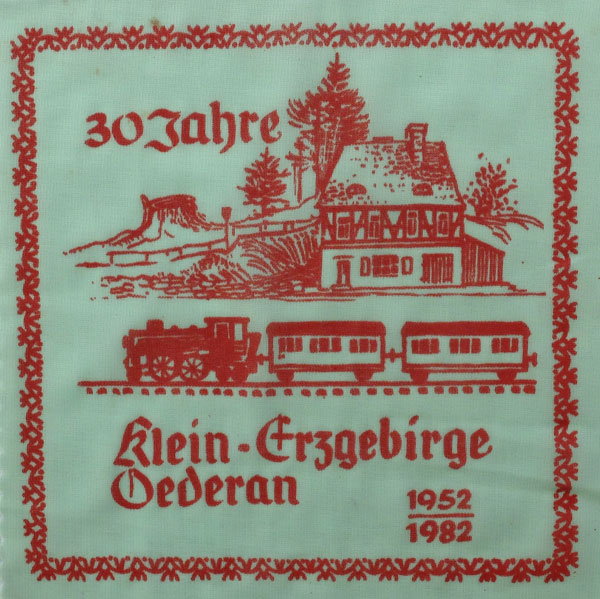 30 Jahre
Klein-Erzgebirge
Oederan
1952
1982